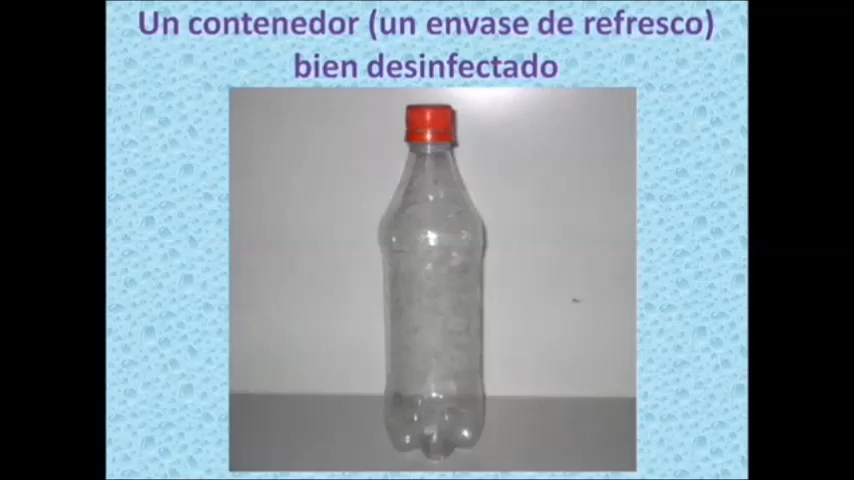 Un contenedor (un envase de refresco)
bien desinfectado